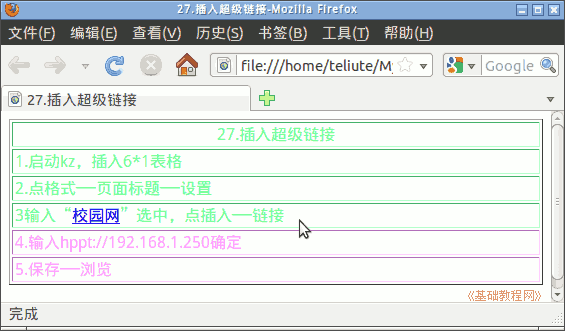 27.插入超级链接-Mozilla Firefox
文件(F) 编辑(E) 查看(V) 历史(S) 书签(B) 工具(T) 帮助(H)
file:///home/teliute/My
Google
27.插入超级链接
27.插入超级链接
1.启动kz，插入6*1表格
2.点格式──页面标题──设置
3输入“校园网”选中，点插入──链接
4.输入hppt://192.168.1.250确定
5.保存──浏览
《基础教程网》
完成